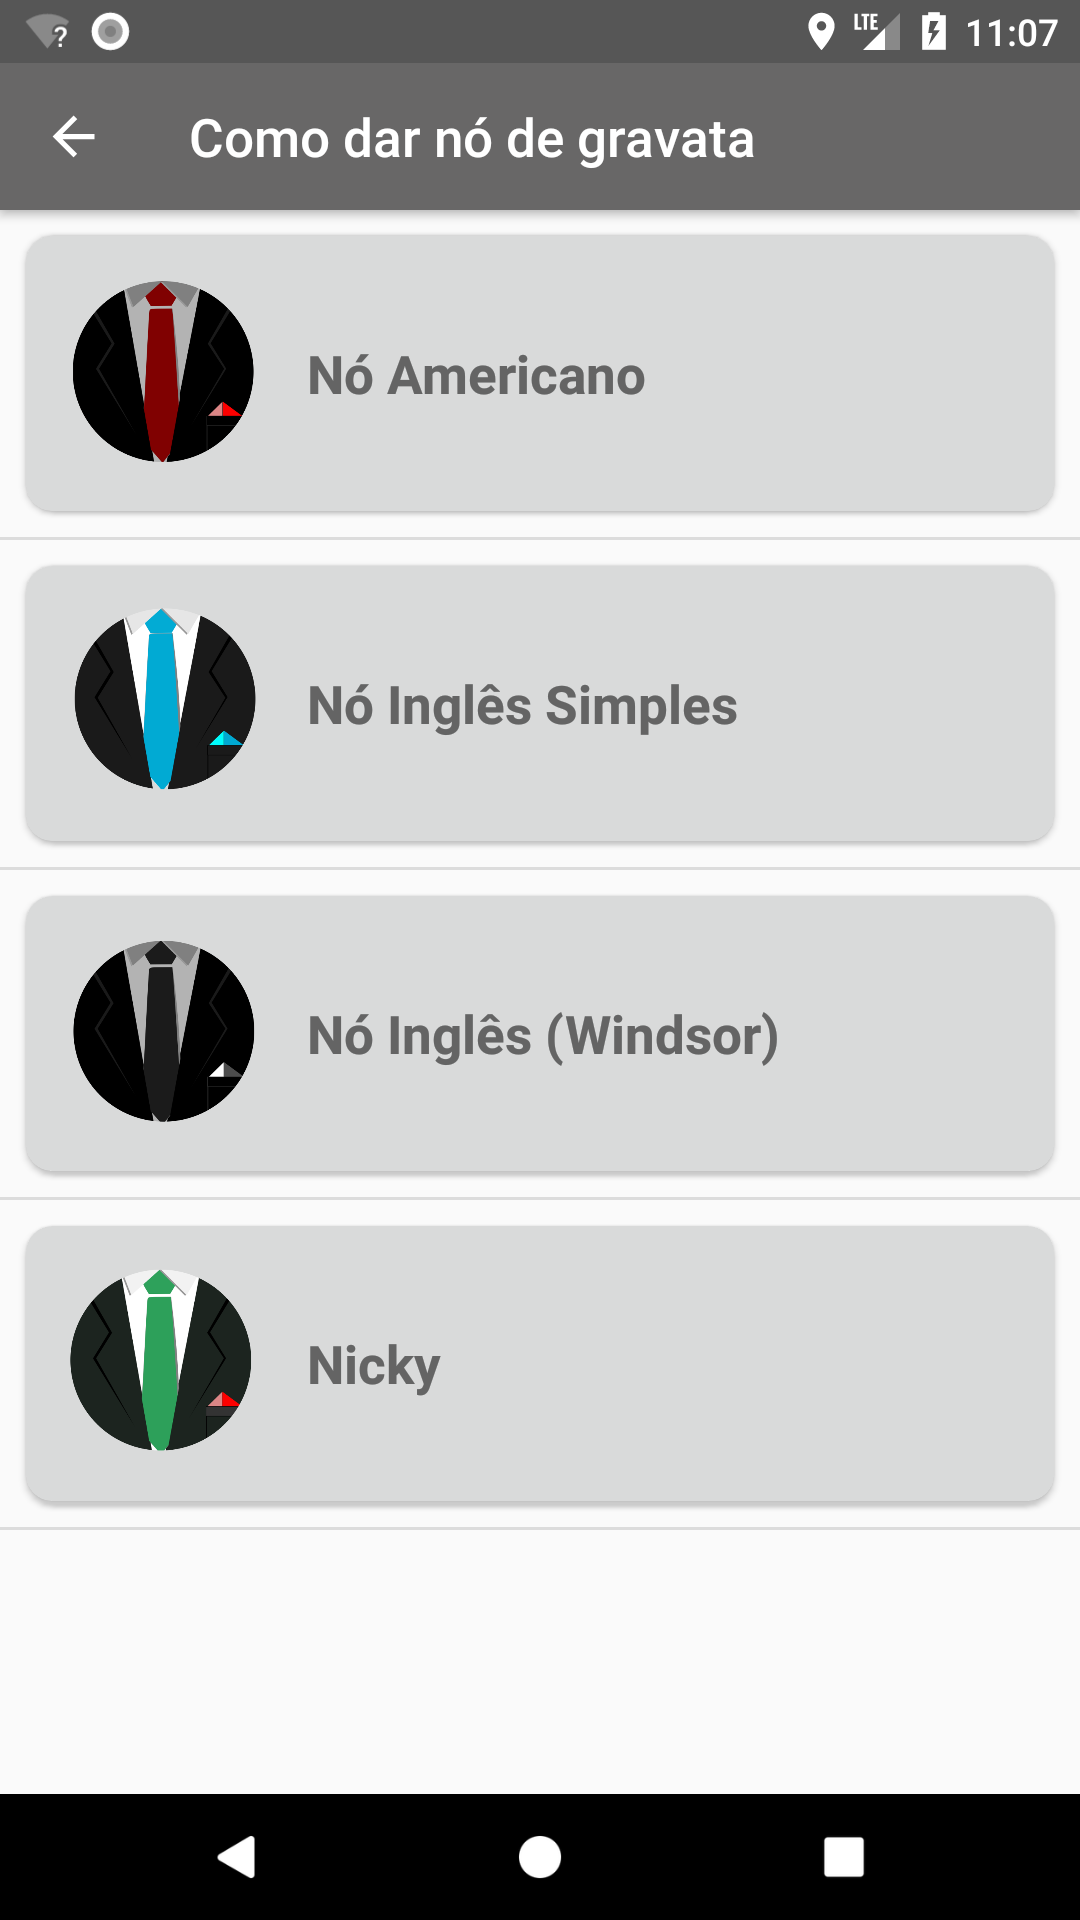 LTE 11:07
Como dar nó de gravata
Nó Americano
Nó Inglês Simples
Nó Inglês (Windsor)
Nicky